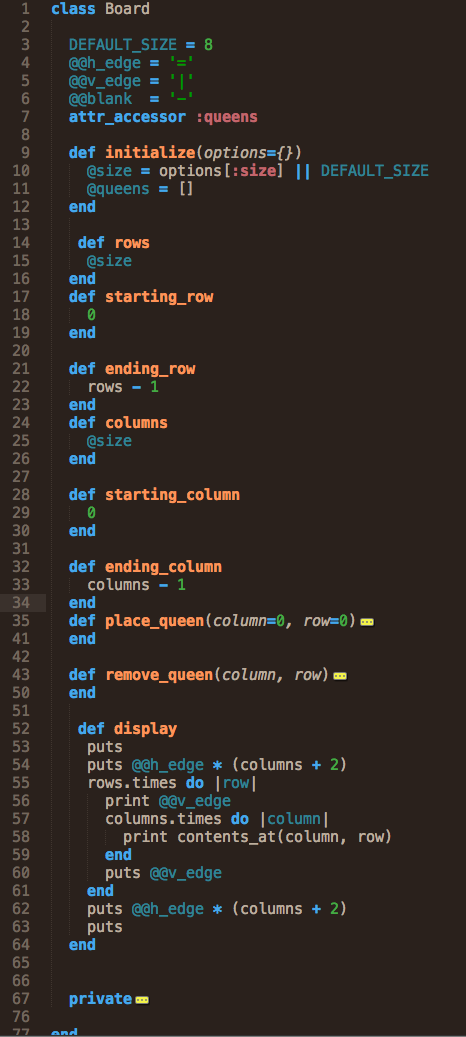 1 class Board
2
3 DEFAULT_SIZE = 8
4 @@h_edge = '='
5 @@v_edge = '|'
6 @@blank  = '-'
7 attr_accessor :queens
8
9 def initialize(options={})
10 @size = options[:size] || DEFAULT_SIZE
11 @queens = []
12 end
13
14 def rows
15 @size
16 end
17 def starting_row
18 0
19 end
20
21 def ending_row
22 rows - 1
23 end
24 def columns
25 @size
26 end
27
28 def starting_column
29 0
30 end
31
32 def ending_column
33 columns - 1
34 end
35 def place_queen(column=0, row=0)
41 end
42
43 def remove_queen(column, row)
50 end
51
52 def display
53 puts
54 puts @@h_edge * (columns + 2)
55 rows.times do |row|
56 print @@v_edge
57 columns.times do |column|
58 print contents_at(column, row)
59 end
60 puts @@v_edge
61 end
62 puts @@h_edge * (columns + 2)
63 puts
64 end
65
66
67 private
76
77 end